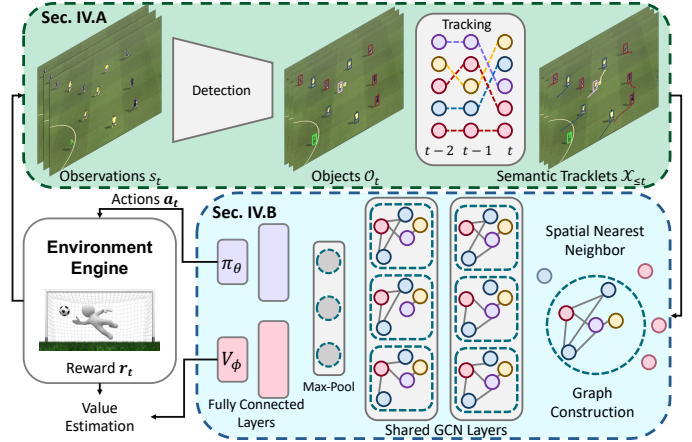 Sec. IV.A
Tracking
Detection
t − 2
t − 1
t
Observations s_t
Objects 𝒪_t
Semantic Tracklets 𝒳_≤t
Actions a_t
Sec. IV.B
Environment
Engine
Reward r_t
Value
Estimation
π_θ
V_ϕ
Fully Connected
Layers
Max-Pool
Shared GCN Layers
Spatial Nearest
Neighbor
Graph
Construction